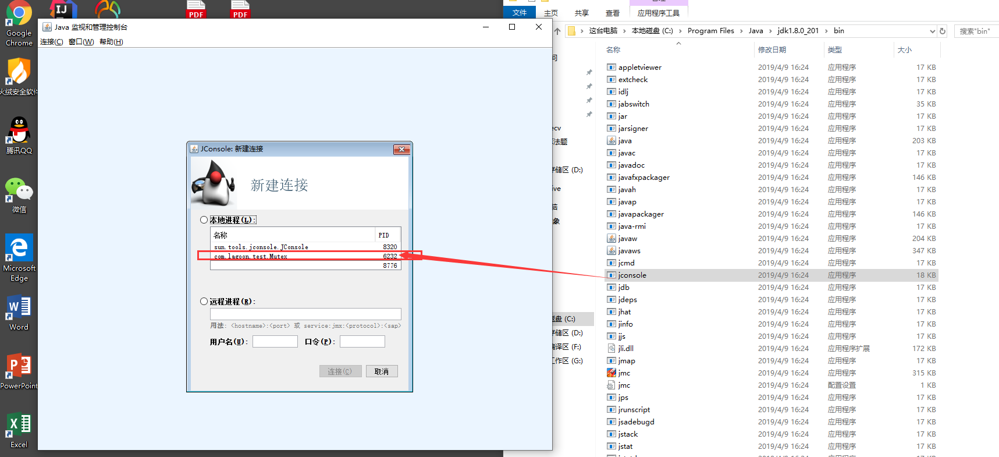 Google
Chrome
火绒安全软件
腾讯QQ
微信
Microsoft
Edge
Word
PowerPoint
Excel
PDF
PDF
Java 监视和管理控制台
连接(C) 窗口(W) 帮助(H)
JConsole: 新建连接
新建连接
本地进程(L):
名称 PID
sun.tools.jconsole.JConsole 8320
com.lagoon.test.Mutex 6232
8776
远程进程(R):
用法: <hostname>:<port> 或 service:jmx:<protocol>:<sap>
用户名(U): 口令(P):
连接(C) 取消
文件 主页 共享 查看 应用程序工具
这台电脑 本地磁盘 (C:) Program Files Java jdk1.8.0_201 bin
搜索"bin"
问
ecv
法题
存储区 (D:)
ive
脑
象
磁盘 (C:)
存储区 (D:)
编译区 (F:)
工作区 (G:)
名称 修改日期 类型 大小
appletviewer 2019/4/9 16:24 应用程序 17 KB
extcheck 2019/4/9 16:24 应用程序 17 KB
idlj 2019/4/9 16:24 应用程序 17 KB
jabswitch 2019/4/9 16:24 应用程序 35 KB
jar 2019/4/9 16:24 应用程序 17 KB
jarsigner 2019/4/9 16:24 应用程序 17 KB
java 2019/4/9 16:24 应用程序 203 KB
javac 2019/4/9 16:24 应用程序 17 KB
javadoc 2019/4/9 16:24 应用程序 17 KB
javafxpackager 2019/4/9 16:24 应用程序 146 KB
javah 2019/4/9 16:24 应用程序 17 KB
javap 2019/4/9 16:24 应用程序 17 KB
javapackager 2019/4/9 16:24 应用程序 146 KB
java-rmi 2019/4/9 16:24 应用程序 17 KB
javaw 2019/4/9 16:24 应用程序 204 KB
javaws 2019/4/9 16:24 应用程序 347 KB
jcmd 2019/4/9 16:24 应用程序 17 KB
jconsole 2019/4/9 16:24 应用程序 18 KB
jdb 2019/4/9 16:24 应用程序 17 KB
jdeps 2019/4/9 16:24 应用程序 17 KB
jhat 2019/4/9 16:24 应用程序 17 KB
jinfo 2019/4/9 16:24 应用程序 17 KB
jjs 2019/4/9 16:24 应用程序 17 KB
jli.dll 2019/4/9 16:24 应用程序扩展 172 KB
jmap 2019/4/9 16:24 应用程序 17 KB
jmc 2019/4/9 16:24 应用程序 315 KB
jmc 2019/4/9 16:24 配置设置 1 KB
jps 2019/4/9 16:24 应用程序 17 KB
jrunscript 2019/4/9 16:24 应用程序 17 KB
jsadebugd 2019/4/9 16:24 应用程序 17 KB
jstack 2019/4/9 16:24 应用程序 17 KB
jstat 2019/4/9 16:24 应用程序 17 KB